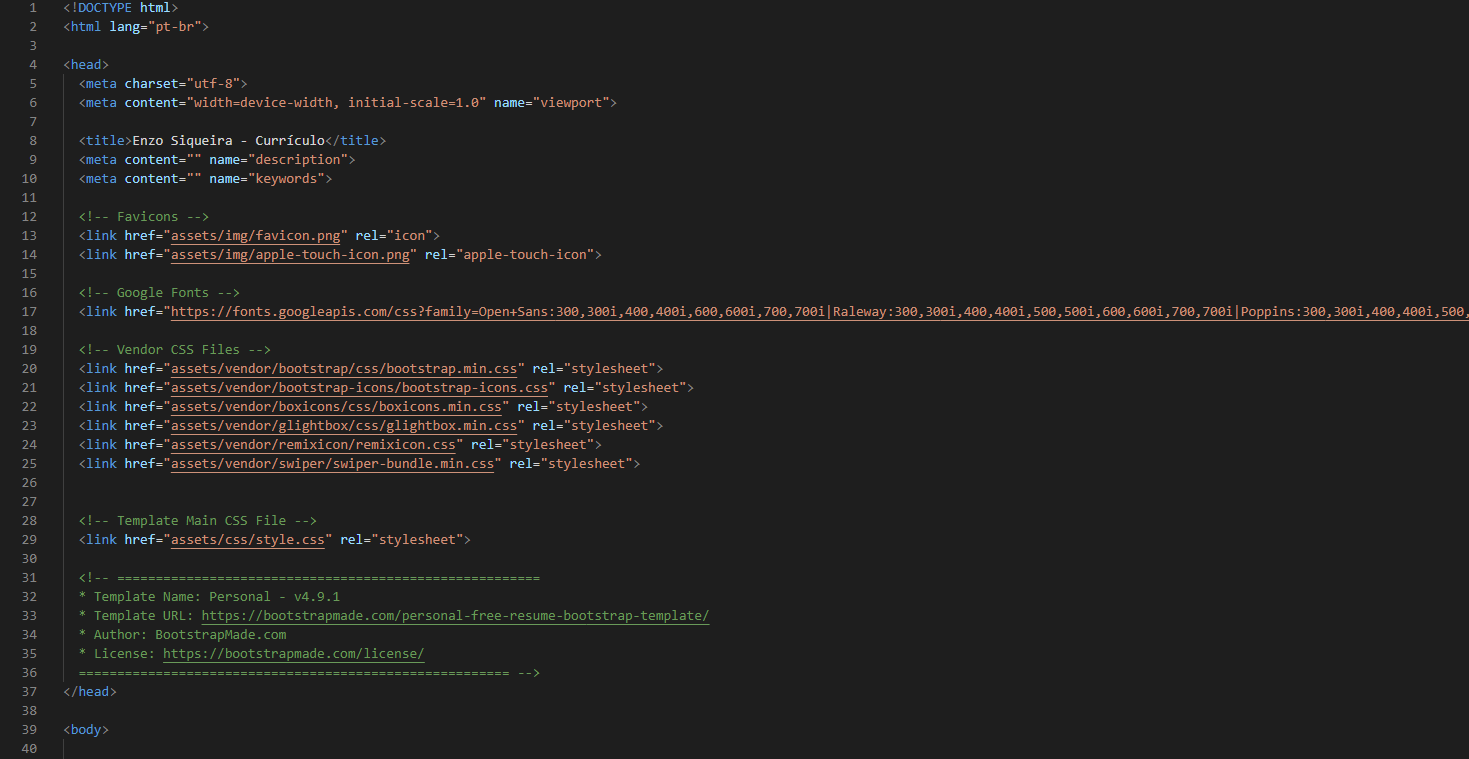 1 <!DOCTYPE html>
2 <html lang="pt-br">
3
4 <head>
5 <meta charset="utf-8">
6 <meta content="width=device-width, initial-scale=1.0" name="viewport">
7
8 <title>Enzo Siqueira - Currículo</title>
9 <meta content="" name="description">
10 <meta content="" name="keywords">
11
12 <!-- Favicons -->
13 <link href="assets/img/favicon.png" rel="icon">
14 <link href="assets/img/apple-touch-icon.png" rel="apple-touch-icon">
15
16 <!-- Google Fonts -->
17 <link href="https://fonts.googleapis.com/css?family=Open+Sans:300,300i,400,400i,600,600i,700,700i|Raleway:300,300i,400,400i,500,500i,600,600i,700,700i|Poppins:300,300i,400,400i,500,
18
19 <!-- Vendor CSS Files -->
20 <link href="assets/vendor/bootstrap/css/bootstrap.min.css" rel="stylesheet">
21 <link href="assets/vendor/bootstrap-icons/bootstrap-icons.css" rel="stylesheet">
22 <link href="assets/vendor/boxicons/css/boxicons.min.css" rel="stylesheet">
23 <link href="assets/vendor/glightbox/css/glightbox.min.css" rel="stylesheet">
24 <link href="assets/vendor/remixicon/remixicon.css" rel="stylesheet">
25 <link href="assets/vendor/swiper/swiper-bundle.min.css" rel="stylesheet">
26
27
28 <!-- Template Main CSS File -->
29 <link href="assets/css/style.css" rel="stylesheet">
30
31 <!-- =======================================================
32 * Template Name: Personal - v4.9.1
33 * Template URL: https://bootstrapmade.com/personal-free-resume-bootstrap-template/
34 * Author: BootstrapMade.com
35 * License: https://bootstrapmade.com/license/
36 ======================================================== -->
37 </head>
38
39 <body>
40